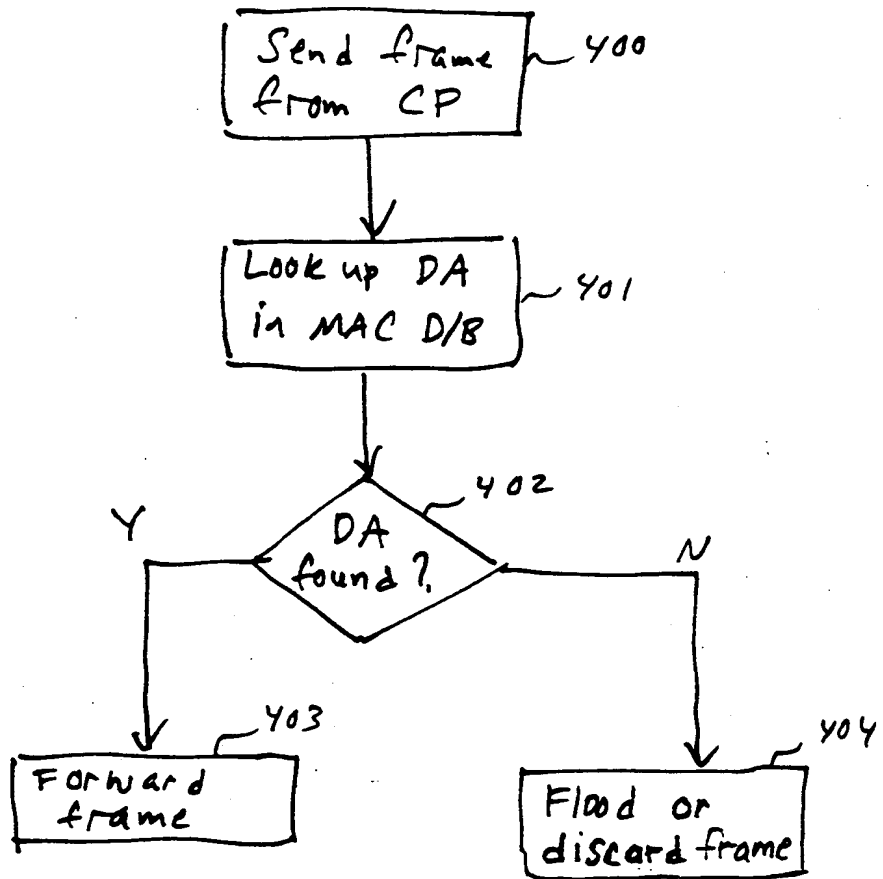 Send frame
from CP
400
Look up DA
in MAC D/B
401
402
Y
DA
found?
N
403
Forward
frame
404
Flood or
discard frame